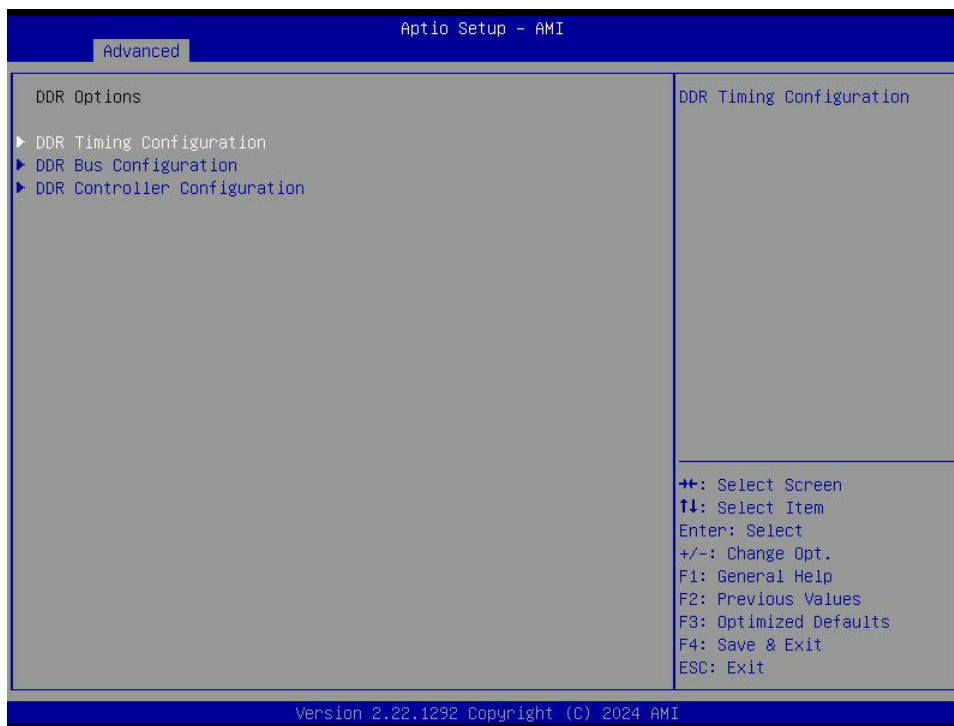 Aptio Setup – AMI
Advanced
DDR Options
DDR Timing Configuration
DDR Bus Configuration
DDR Controller Configuration
DDR Timing Configuration
→←: Select Screen
↑↓: Select Item
Enter: Select
+/-: Change Opt.
F1: General Help
F2: Previous Values
F3: Optimized Defaults
F4: Save & Exit
ESC: Exit
Version 2.22.1292 Copyright (C) 2024 AMI